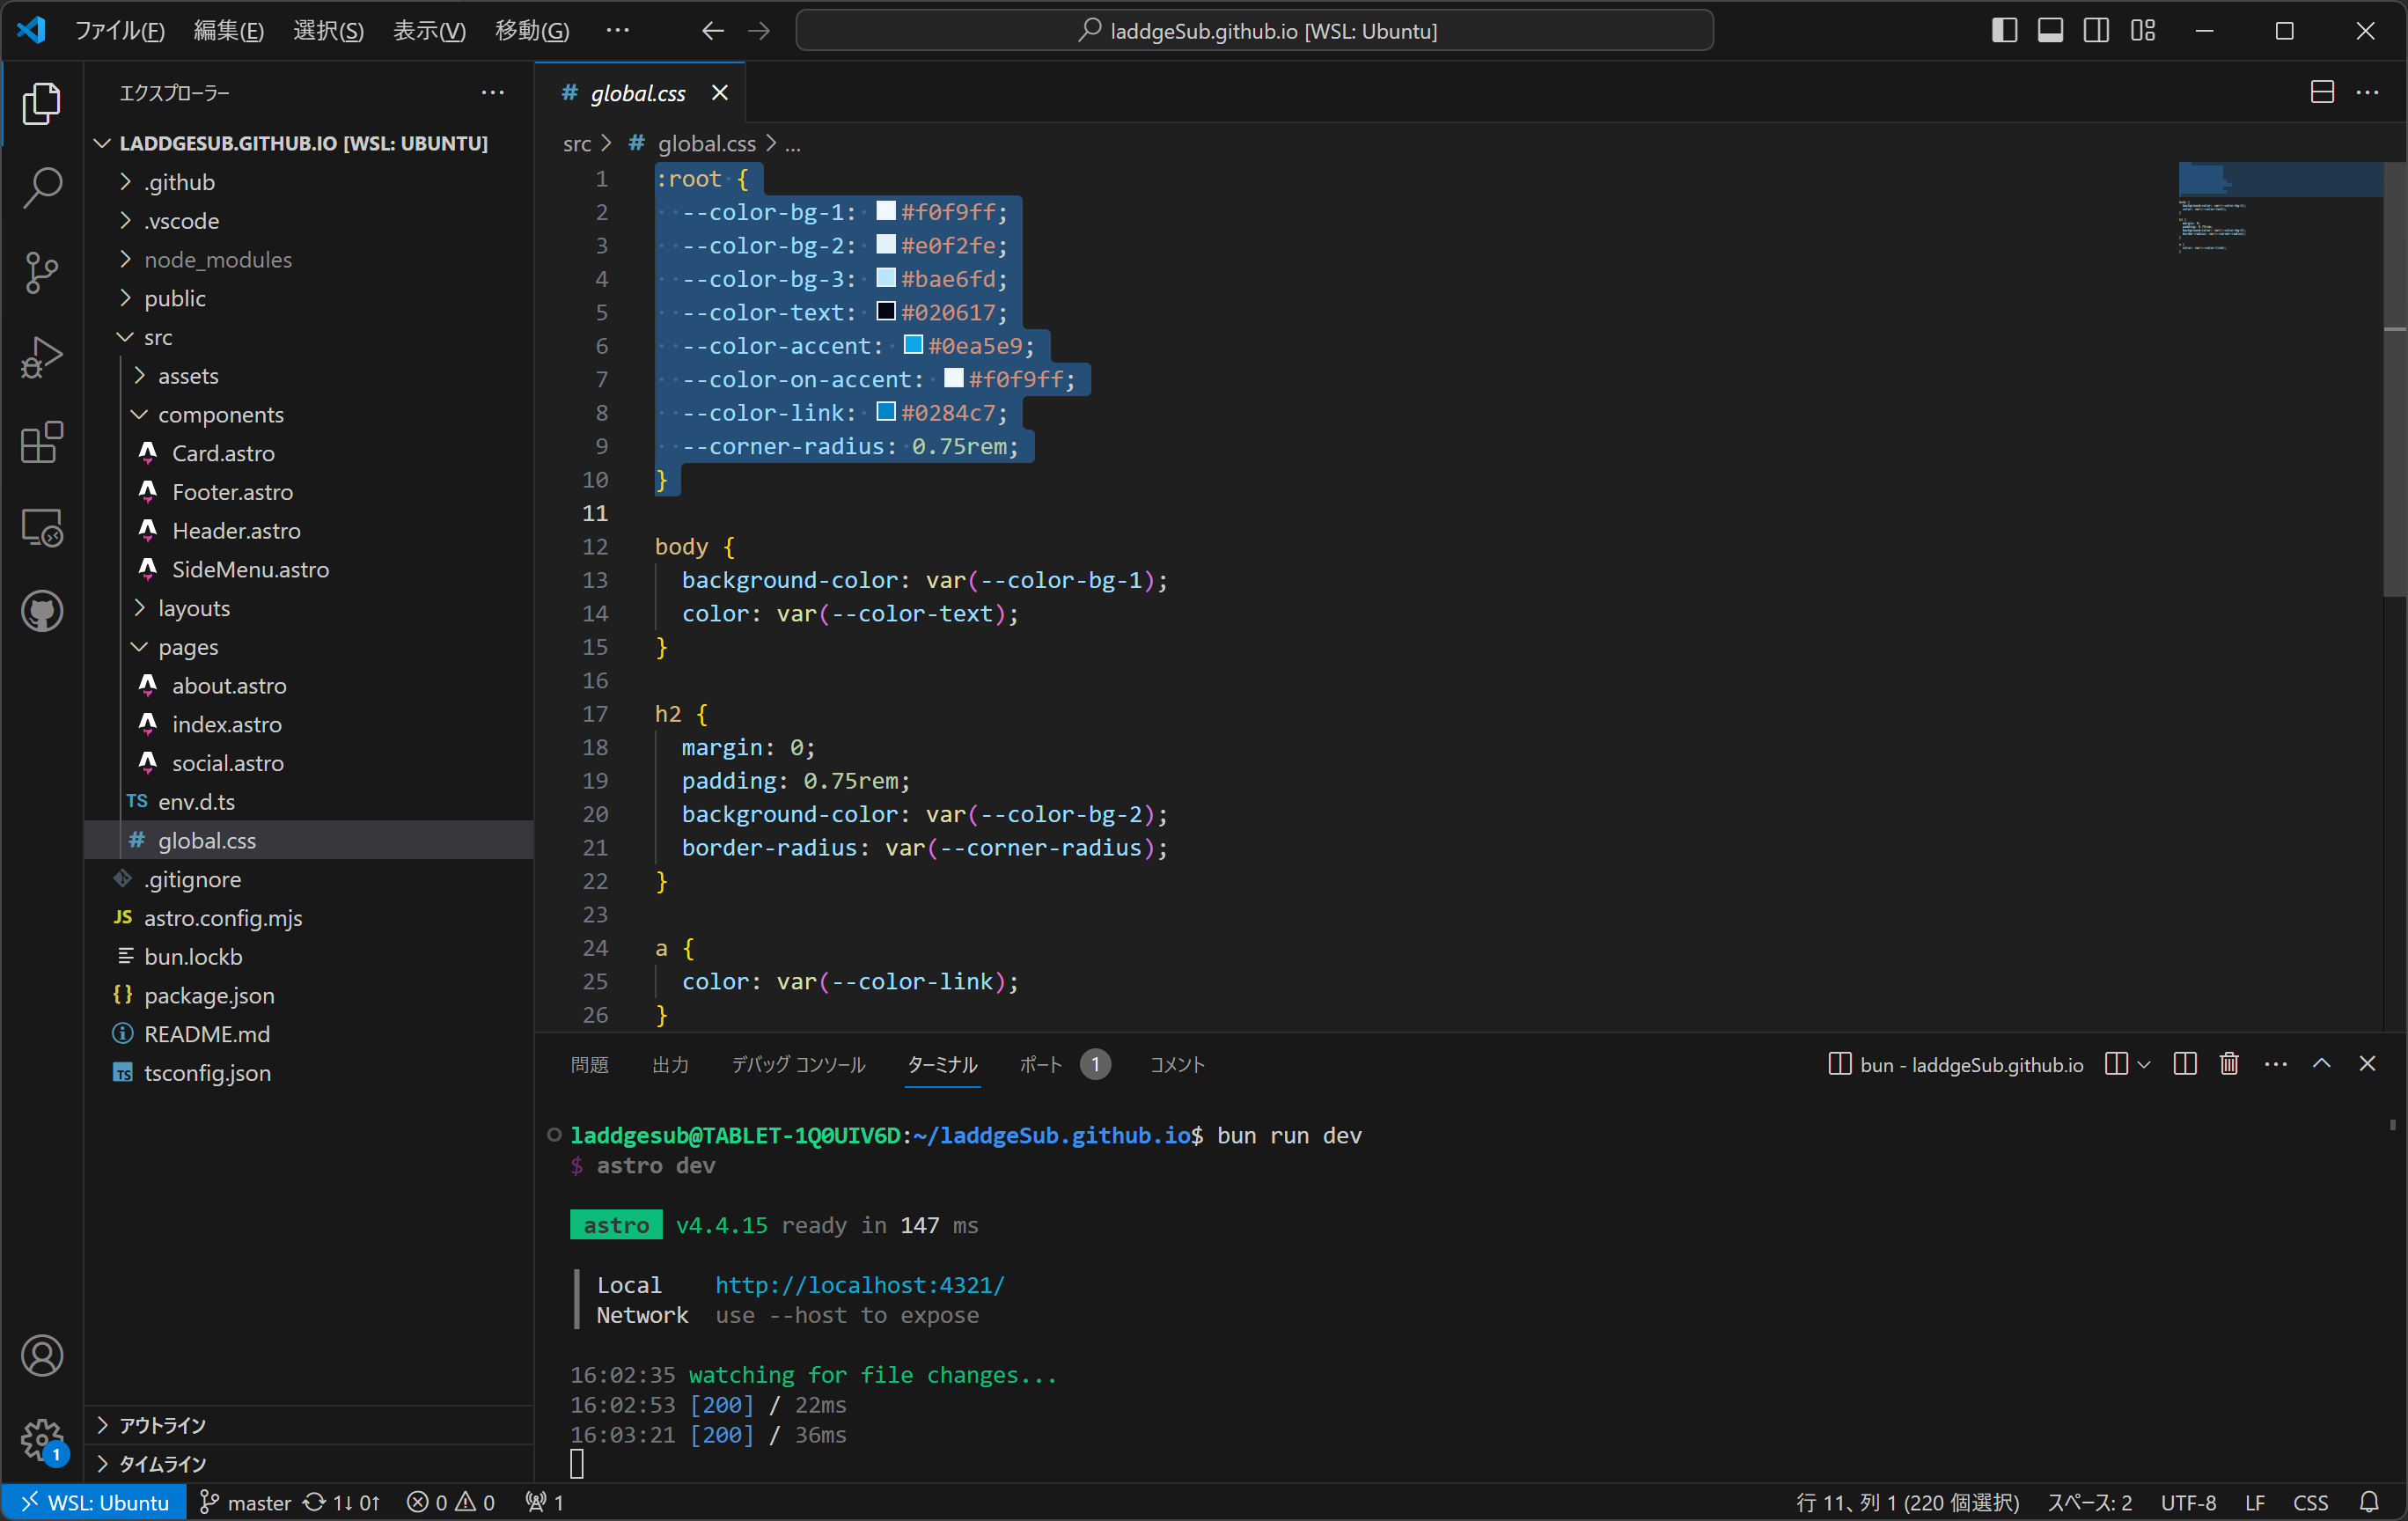 ファイル(F) 編集(E) 選択(S) 表示(V) 移動(G) ··· laddgeSub.github.io [WSL: Ubuntu]
エクスプローラー
LADDGESUB.GITHUB.IO [WSL: UBUNTU]
.github
.vscode
node_modules
public
src
assets
components
Card.astro
Footer.astro
Header.astro
SideMenu.astro
layouts
pages
about.astro
index.astro
social.astro
TS env.d.ts
# global.css
.gitignore
JS astro.config.mjs
bun.lockb
{} package.json
README.md
TS tsconfig.json
アウトライン
タイムライン
# global.css
src > # global.css > ...
1 :root {
2 --color-bg-1: #f0f9ff;
3 --color-bg-2: #e0f2fe;
4 --color-bg-3: #bae6fd;
5 --color-text: #020617;
6 --color-accent: #0ea5e9;
7 --color-on-accent: #f0f9ff;
8 --color-link: #0284c7;
9 --corner-radius: 0.75rem;
10 }
11
12 body {
13 background-color: var(--color-bg-1);
14 color: var(--color-text);
15 }
16
17 h2 {
18 margin: 0;
19 padding: 0.75rem;
20 background-color: var(--color-bg-2);
21 border-radius: var(--corner-radius);
22 }
23
24 a {
25 color: var(--color-link);
26 }
問題 出力 デバッグ コンソール ターミナル ポート 1 コメント bun - laddgeSub.github.io
laddgesub@TABLET-1Q0UIV6D:~/laddgeSub.github.io$ bun run dev
$ astro dev
astro v4.4.15 ready in 147 ms
Local http://localhost:4321/
Network use --host to expose
16:02:35 watching for file changes...
16:02:53 [200] / 22ms
16:03:21 [200] / 36ms
1
WSL: Ubuntu master 1↓ 0↑ 0 0 1 行 11、列 1 (220 個選択) スペース: 2 UTF-8 LF CSS